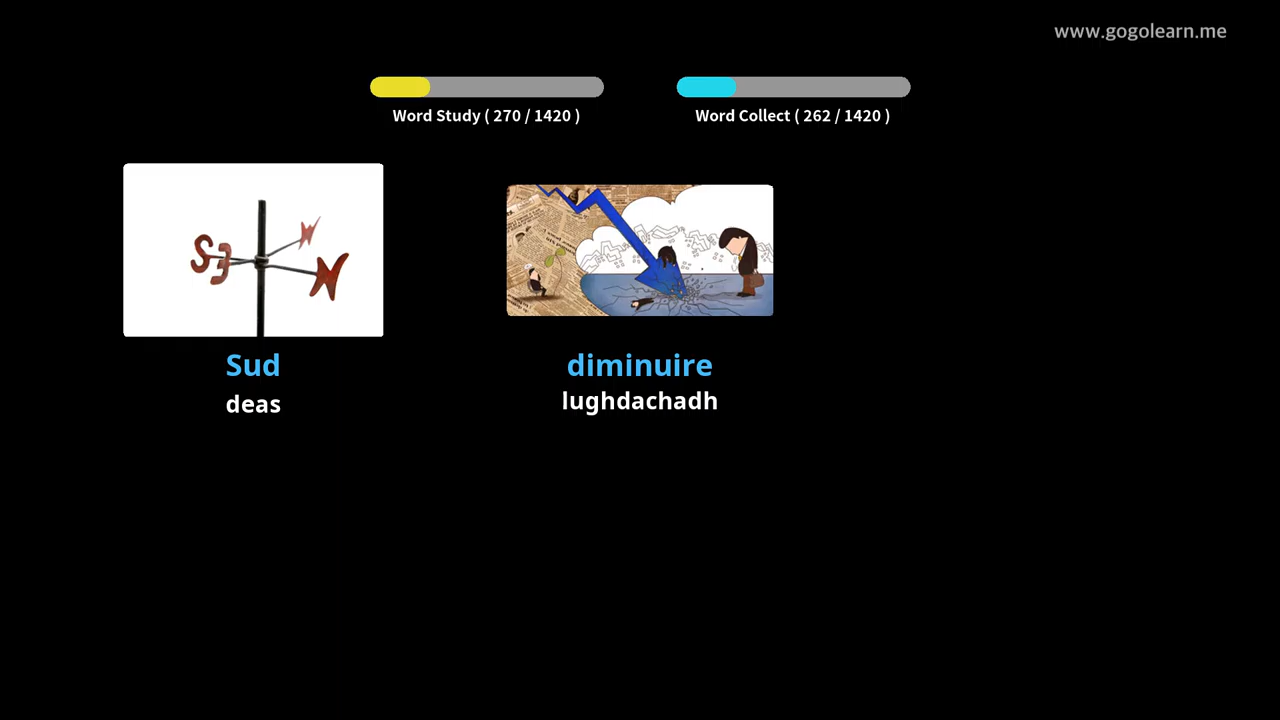 www.gogolearn.me
Word Study ( 270 / 1420 )
Word Collect ( 262 / 1420 )
S
E
N
Sud
deas
diminuire
lughdachadh